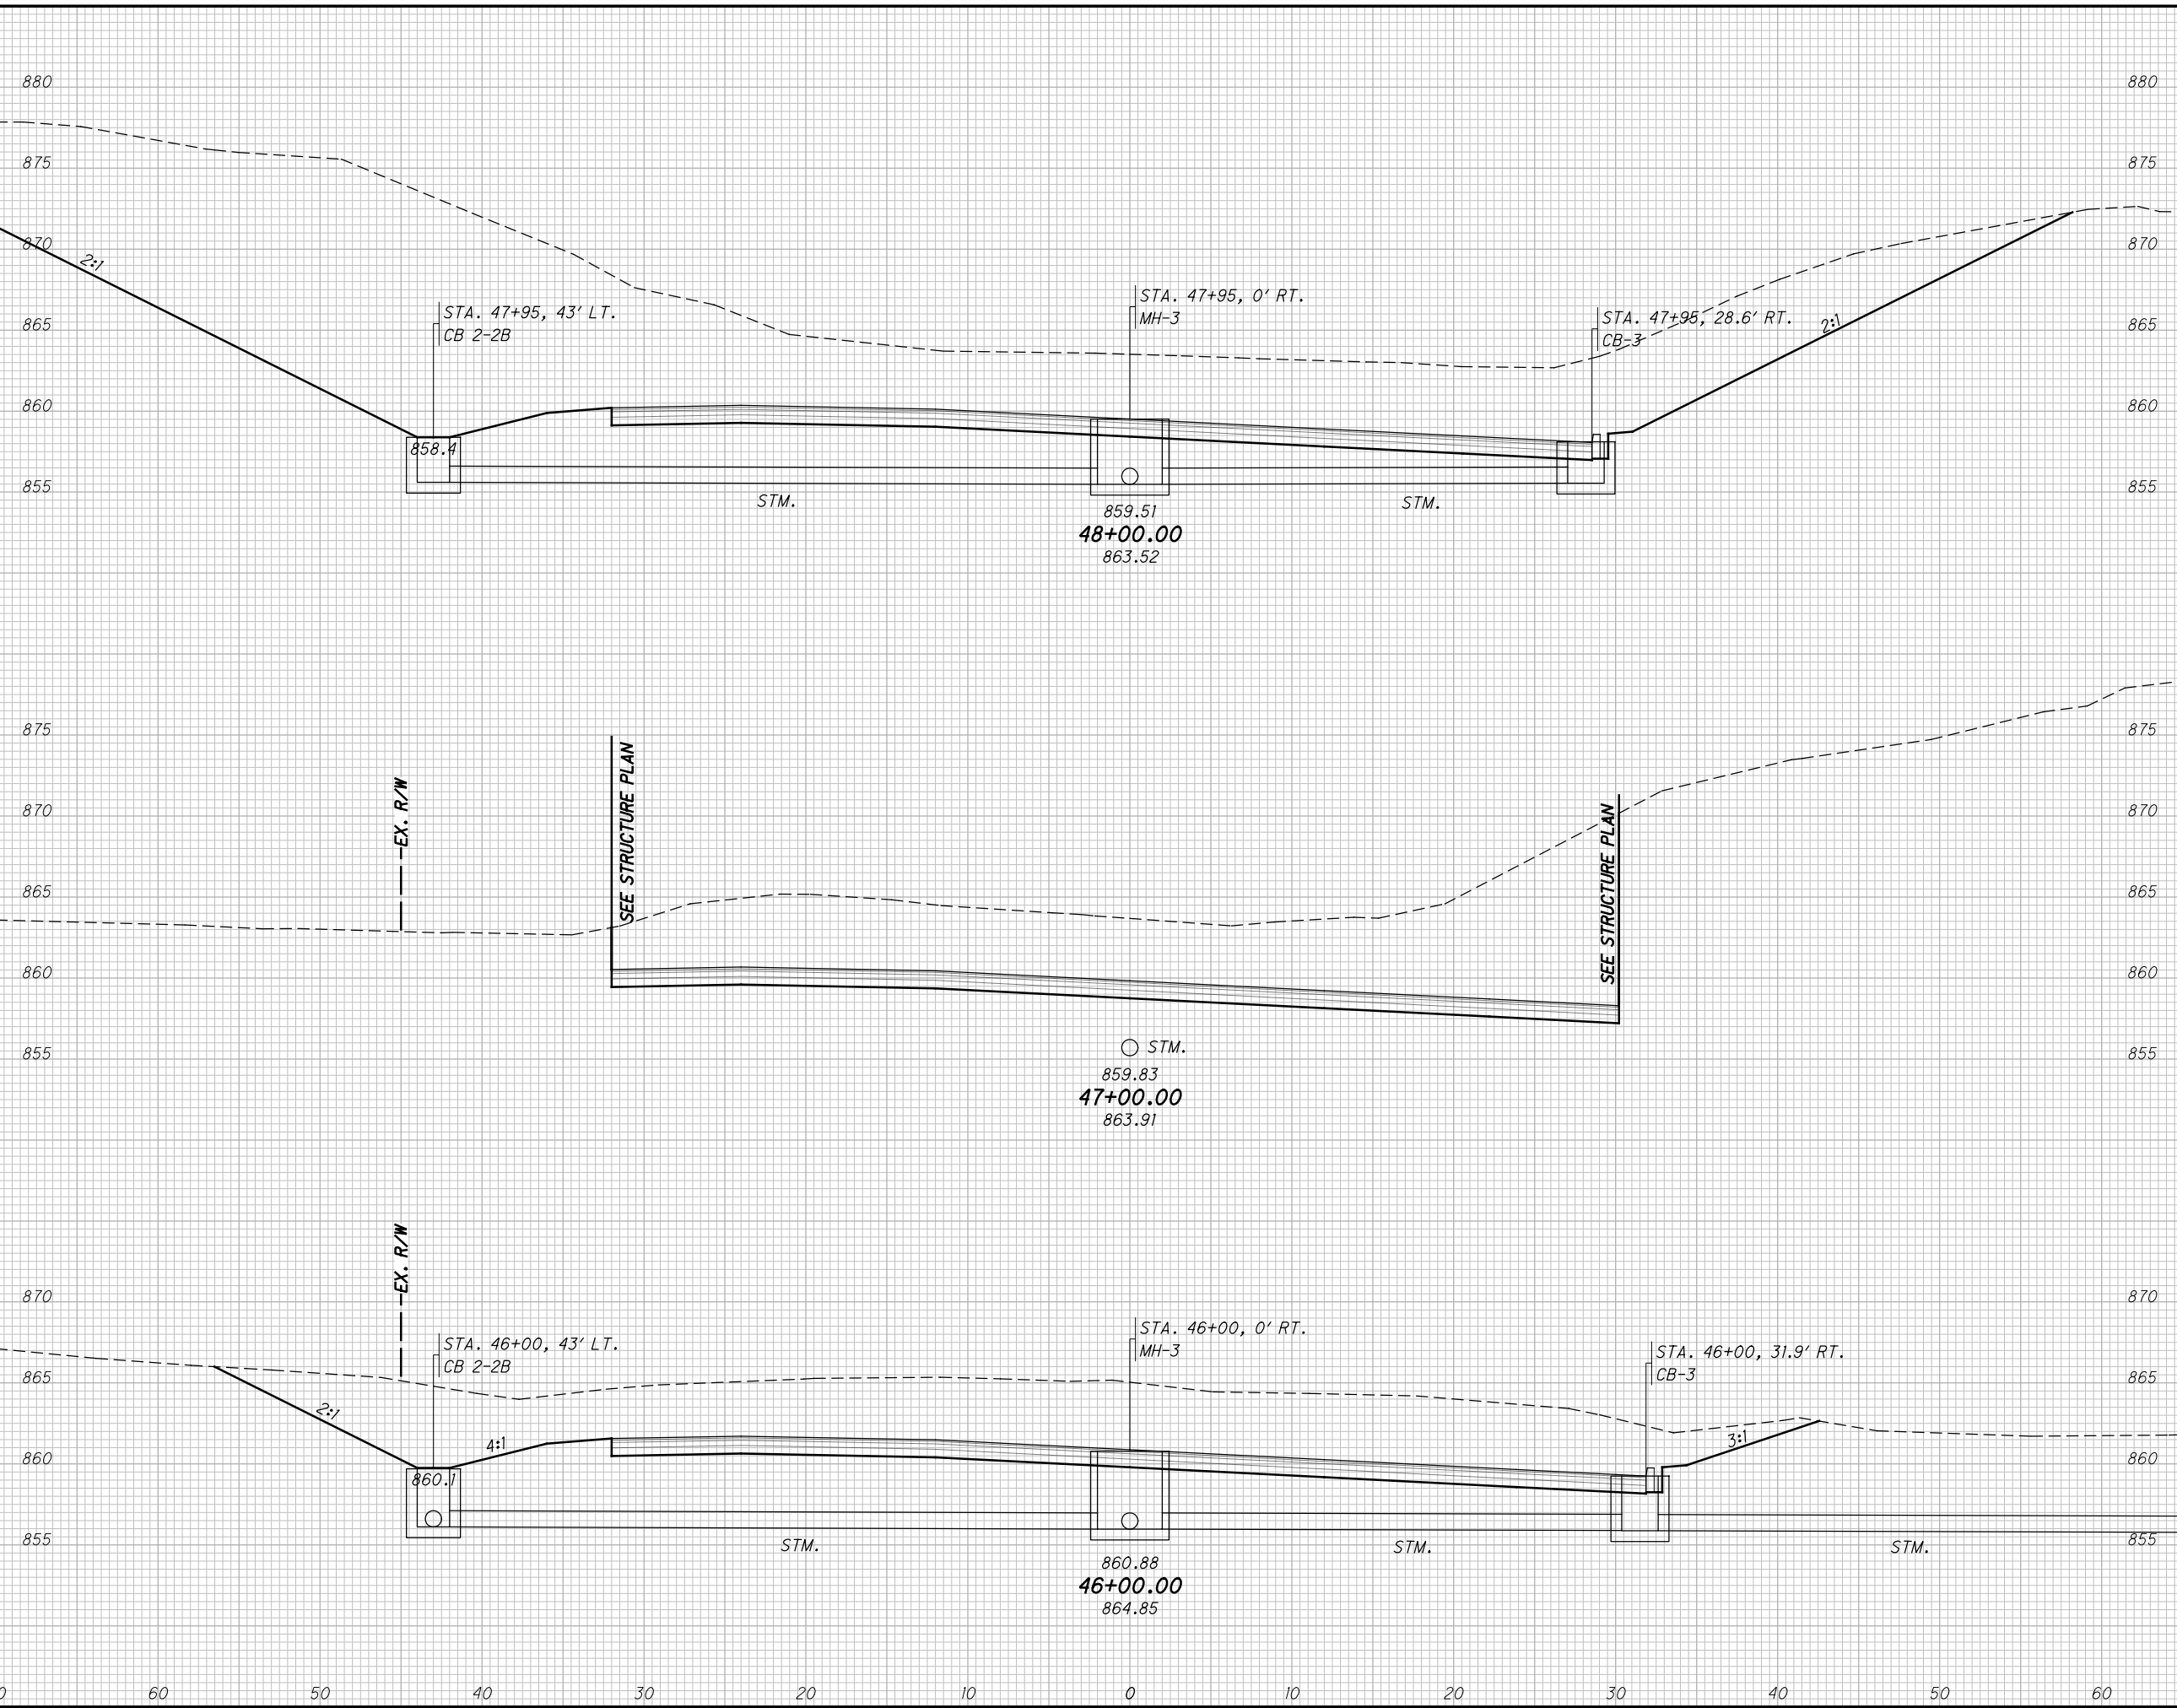 880 880
875 875
870 870
2:1
STA. 47+95, 43' LT.
CB 2-2B
STA. 47+95, 0' RT.
MH-3
STA. 47+95, 28.6' RT.
CB-3
2:1
865 865
860 860
858.4
855 855
STM. STM.
859.51
48+00.00
863.52
875 875
870 870
865 865
860 860
855 855
EX. R/W
SEE STRUCTURE PLAN
SEE STRUCTURE PLAN
STM.
859.83
47+00.00
863.91
EX. R/W
870 870
STA. 46+00, 43' LT.
CB 2-2B
STA. 46+00, 0' RT.
MH-3
STA. 46+00, 31.9' RT.
CB-3
865 865
2:1
4:1
3:1
860 860
860.1
855 855
STM. STM. STM.
860.88
46+00.00
864.85
0 60 50 40 30 20 10 0 10 20 30 40 50 60